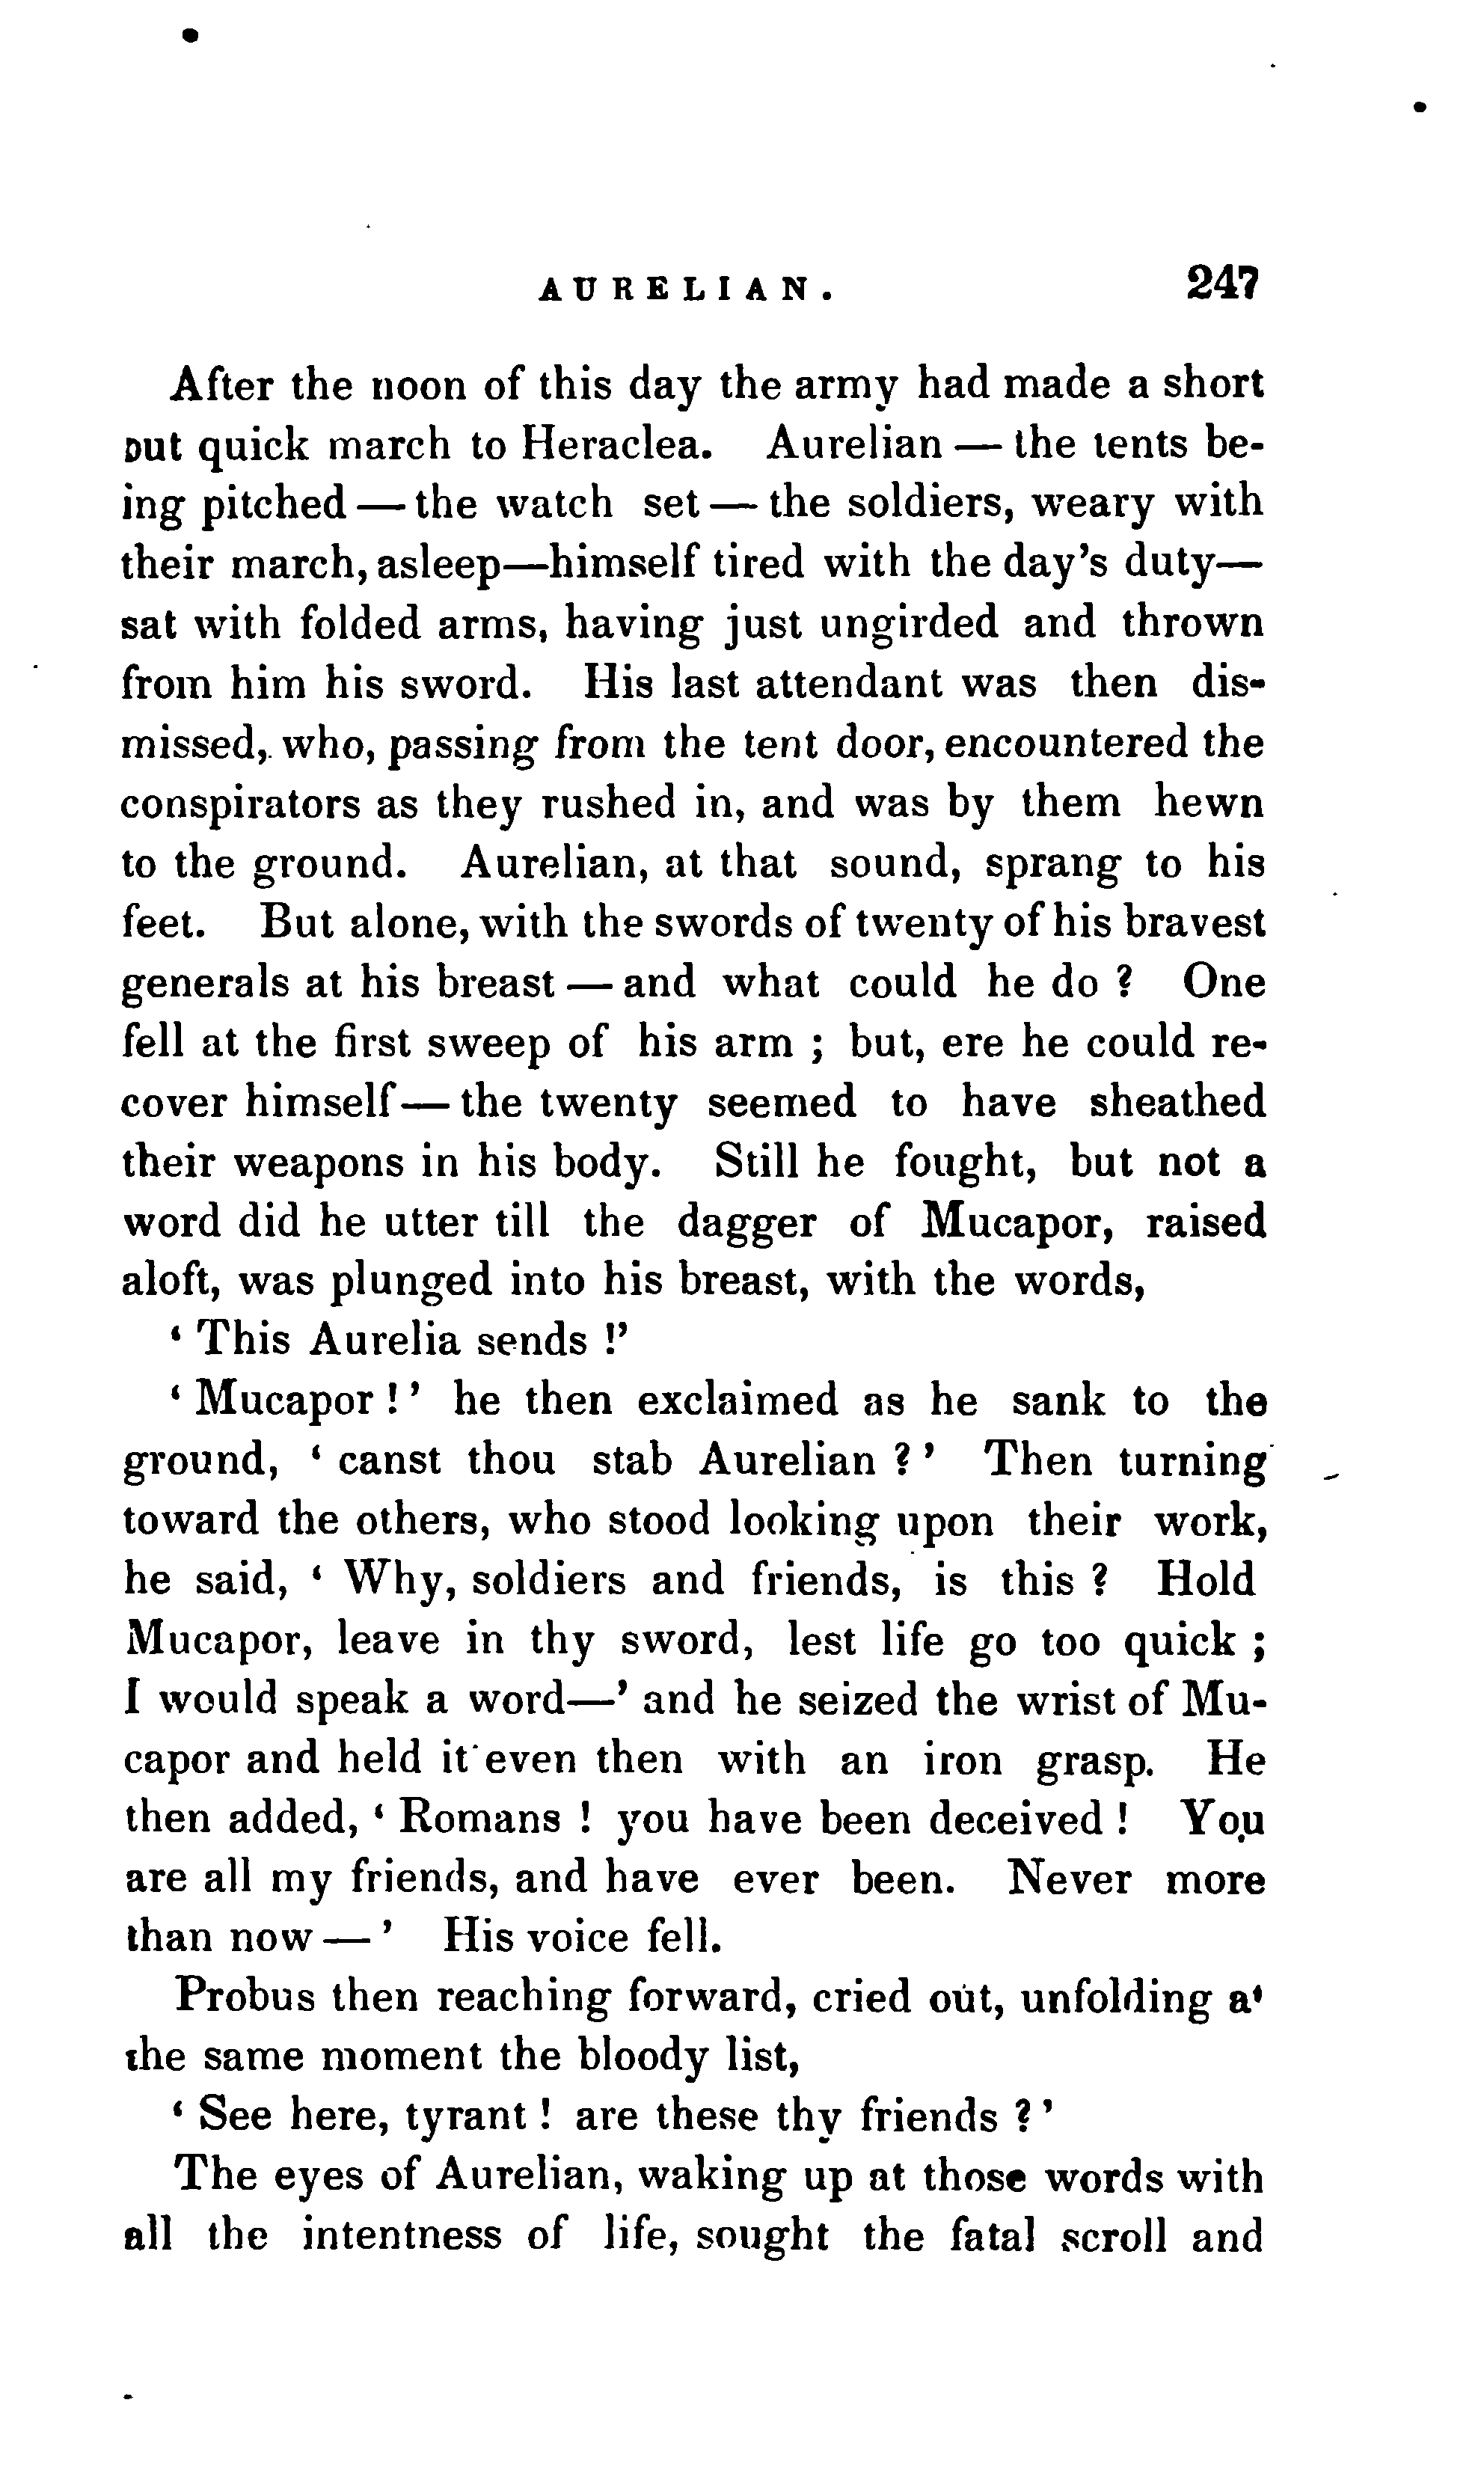 AURELIAN. 247
After the noon of this day the army had made a short
out quick march to Heraclea. Aurelian — the tents be-
ing pitched — the watch set — the soldiers, weary with
their march, asleep—himself tired with the day's duty—
sat with folded arms, having just ungirded and thrown
from him his sword. His last attendant was then dis-
missed, who, passing from the tent door, encountered the
conspirators as they rushed in, and was by them hewn
to the ground. Aurelian, at that sound, sprang to his
feet. But alone, with the swords of twenty of his bravest
generals at his breast — and what could he do ? One
fell at the first sweep of his arm ; but, ere he could re-
cover himself — the twenty seemed to have sheathed
their weapons in his body. Still he fought, but not a
word did he utter till the dagger of Mucapor, raised
aloft, was plunged into his breast, with the words,
‘ This Aurelia sends !’
‘ Mucapor ! ’ he then exclaimed as he sank to the
ground, ‘ canst thou stab Aurelian ? ’ Then turning
toward the others, who stood looking upon their work,
he said, ‘ Why, soldiers and friends, is this ? Hold
Mucapor, leave in thy sword, lest life go too quick ;
I would speak a word—’ and he seized the wrist of Mu-
capor and held it even then with an iron grasp. He
then added, ‘ Romans ! you have been deceived ! You
are all my friends, and have ever been. Never more
than now — ’ His voice fell.
Probus then reaching forward, cried out, unfolding at
the same moment the bloody list,
‘ See here, tyrant ! are these thy friends ? ’
The eyes of Aurelian, waking up at those words with
all the intentness of life, sought the fatal scroll and